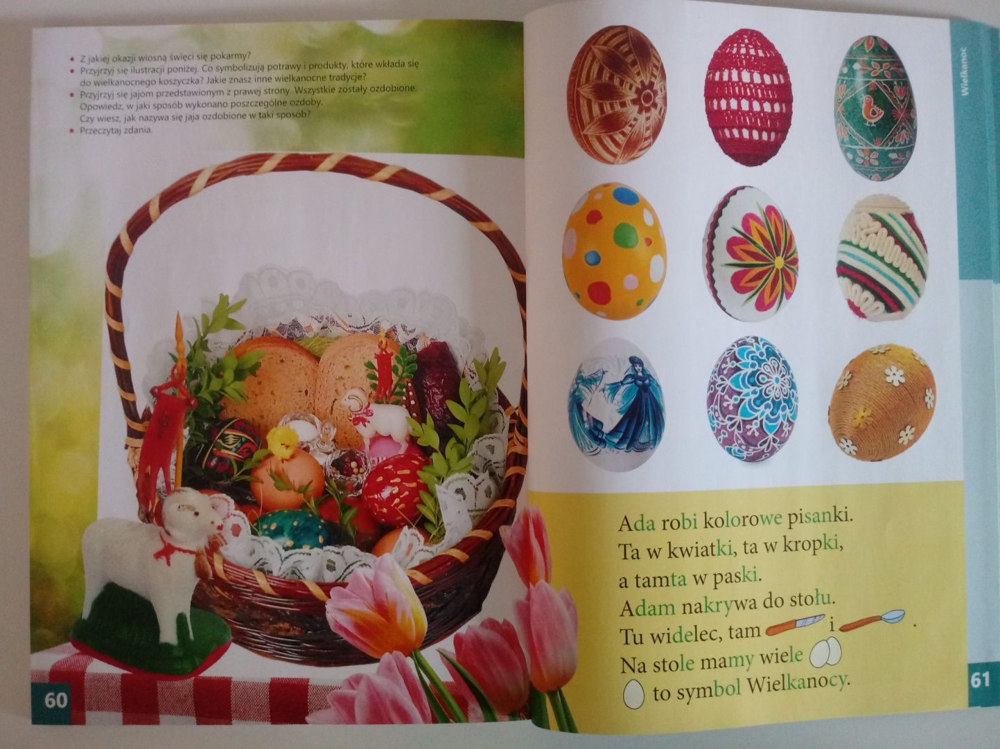 • Z jakiej okazji wiosną święci się pokarmy?
• Przyjrzyj się ilustracji poniżej. Co symbolizują potrawy i produkty, które wkłada się
do wielkanocnego koszyczka? Jakie znasz inne wielkanocne tradycje?
• Przyjrzyj się jajom przedstawionym z prawej strony. Wszystkie zostały ozdobione.
Opowiedz, w jaki sposób wykonano poszczególne ozdoby.
Czy wiesz, jak nazywa się jaja ozdobione w taki sposób?
• Przeczytaj zdania.
60
Wielkanoc
Ada robi kolorowe pisanki.
Ta w kwiatki, ta w kropki,
a tamta w paski.
Adam nakrywa do stołu.
Tu widelec, tam i .
Na stole mamy wiele
to symbol Wielkanocy.
61